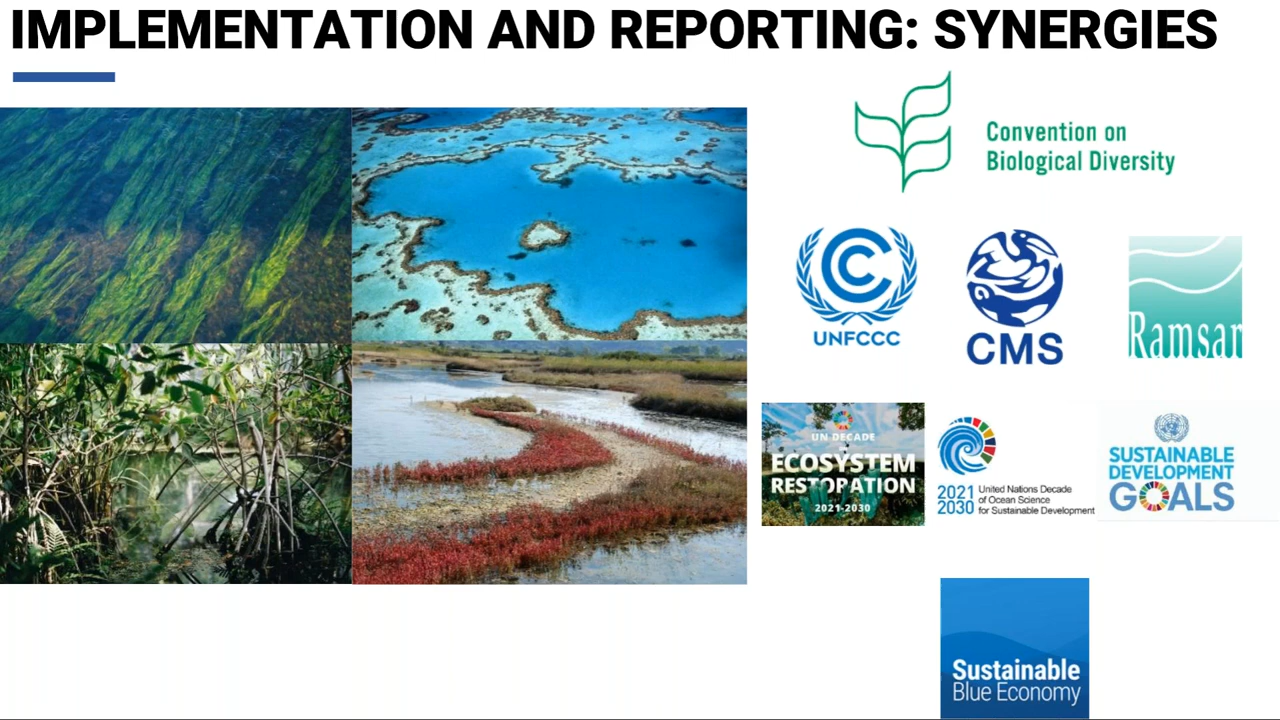 IMPLEMENTATION AND REPORTING: SYNERGIES
Convention on
Biological Diversity
UNFCCC
CMS
Ramsar
UN DECADE
ECOSYSTEM
RESTORATION
2021-2030
2021
2030
United Nations Decade
of Ocean Science
for Sustainable Development
SUSTAINABLE
DEVELOPMENT
GOALS
Sustainable
Blue Economy